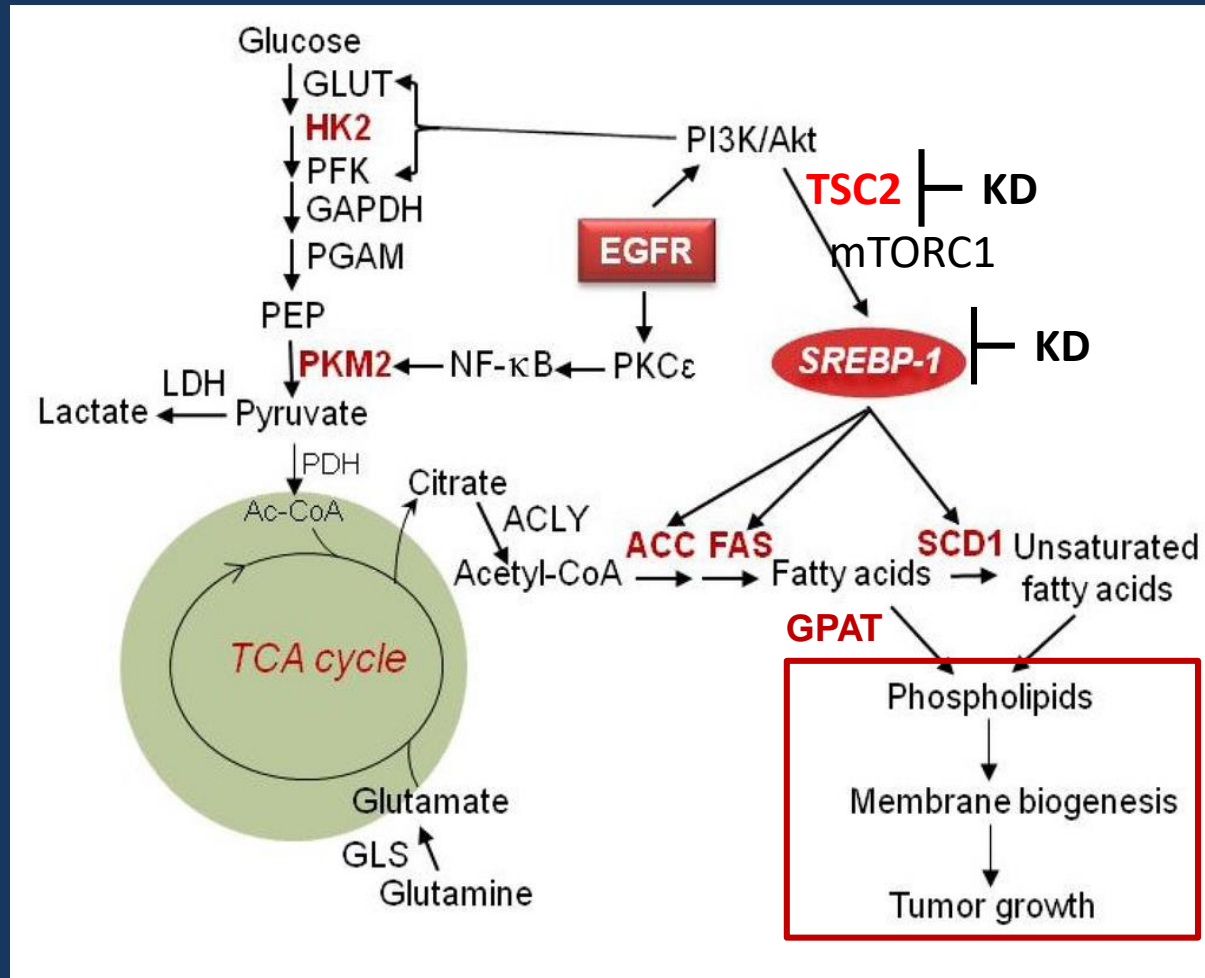 Glucose
GLUT
HK2
PFK
GAPDH
PGAM
PEP
PKM2
NF-κB
PKCε
EGFR
PI3K/Akt
TSC2
KD
mTORC1
SREBP-1
KD
LDH
Lactate
Pyruvate
PDH
Ac-CoA
Citrate
ACLY
Acetyl-CoA
ACC FAS
Fatty acids
SCD1
Unsaturated
fatty acids
GPAT
TCA cycle
Glutamate
GLS
Glutamine
Phospholipids
Membrane biogenesis
Tumor growth